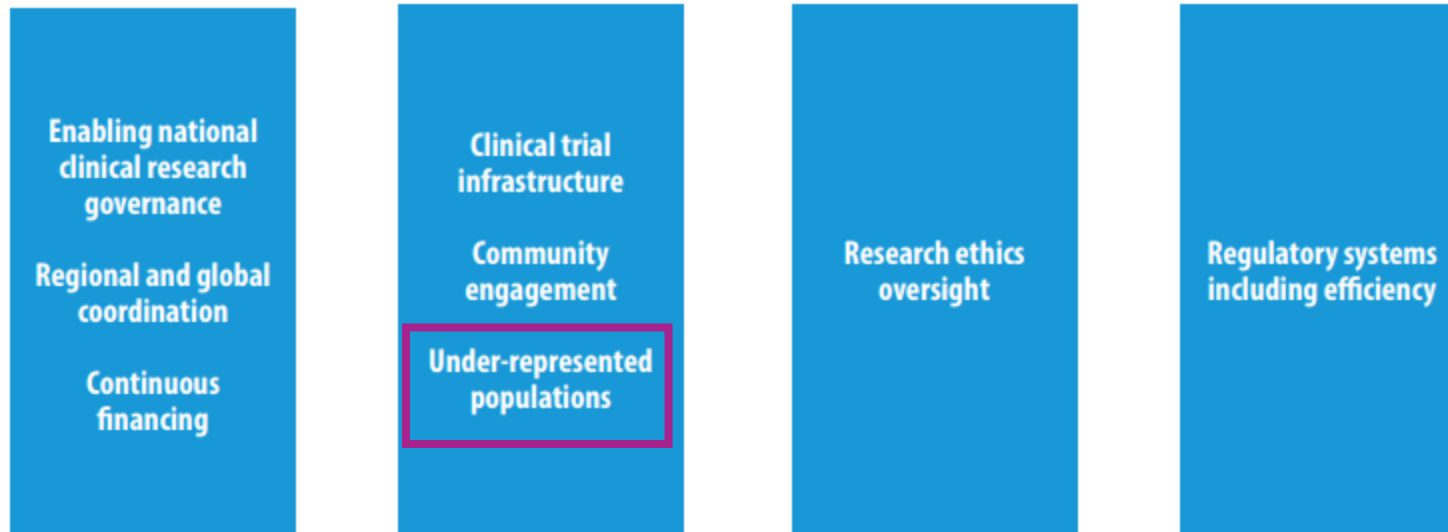 Enabling national
clinical research
governance
Regional and global
coordination
Continuous
financing
Clinical trial
infrastructure
Community
engagement
Under-represented
populations
Research ethics
oversight
Regulatory systems
including efficiency